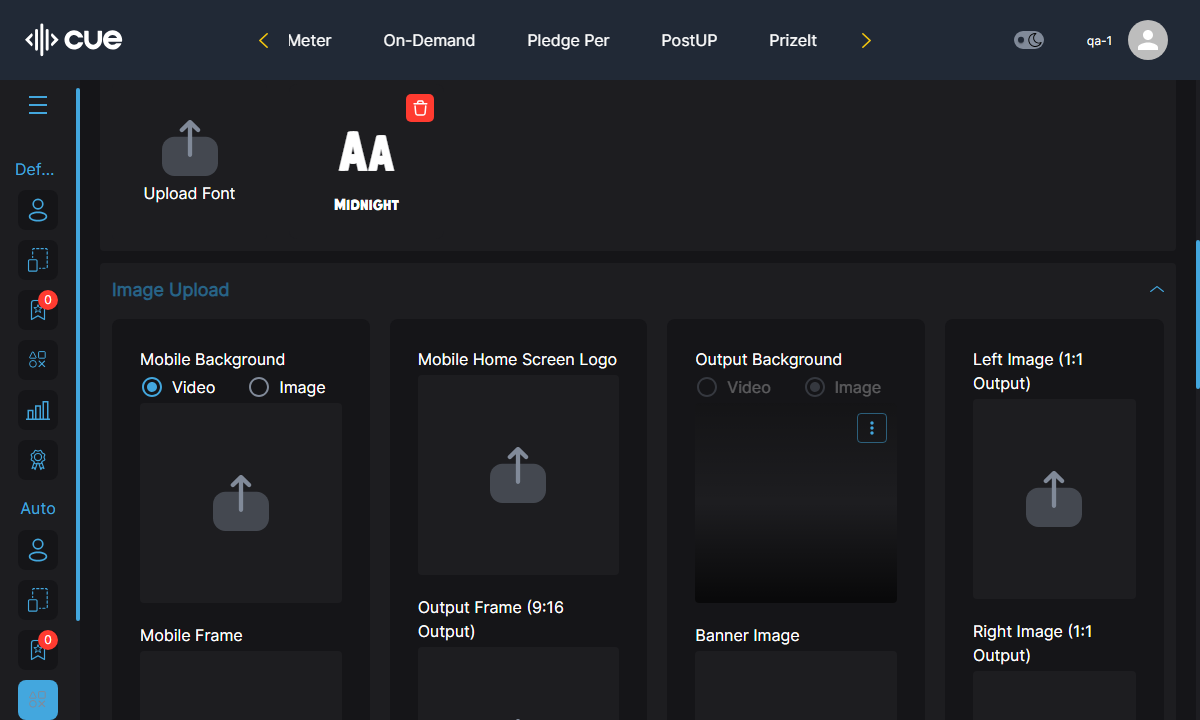 cue
Meter
On-Demand
Pledge Per
PostUP
PrizeIt
qa-1
Def...
0
Auto
0
Upload Font
AA
MIDNIGHT
Image Upload
Mobile Background
Video
Image
Mobile Frame
Mobile Home Screen Logo
Output Frame (9:16
Output)
Output Background
Video
Image
Banner Image
Left Image (1:1
Output)
Right Image (1:1
Output)